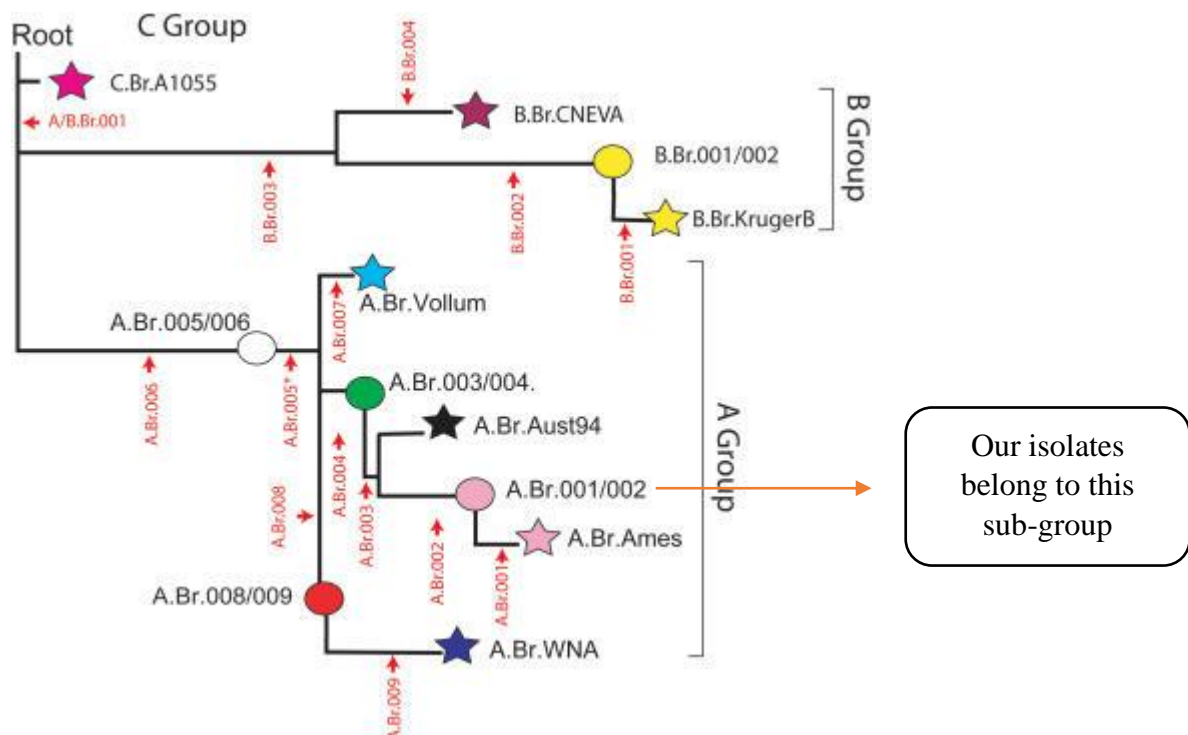 Root
C Group
C.Br.A1055
A/B.Br.001
B.Br.004
B.Br.CNEVA
B.Br.001/002
B.Br.003
B.Br.002
B.Br.KrugerB
B.Br.001
B Group
A.Br.Vollum
A.Br.007
A.Br.005/006
A.Br.006
A.Br.005*
A.Br.003/004.
A.Br.Aust94
A.Br.004
A.Br.003
A.Br.001/002
A.Br.008
A.Br.002
A.Br.001
A.Br.Ames
A.Br.008/009
A.Br.WNA
A.Br.009
A Group
Our isolates
belong to this
sub-group